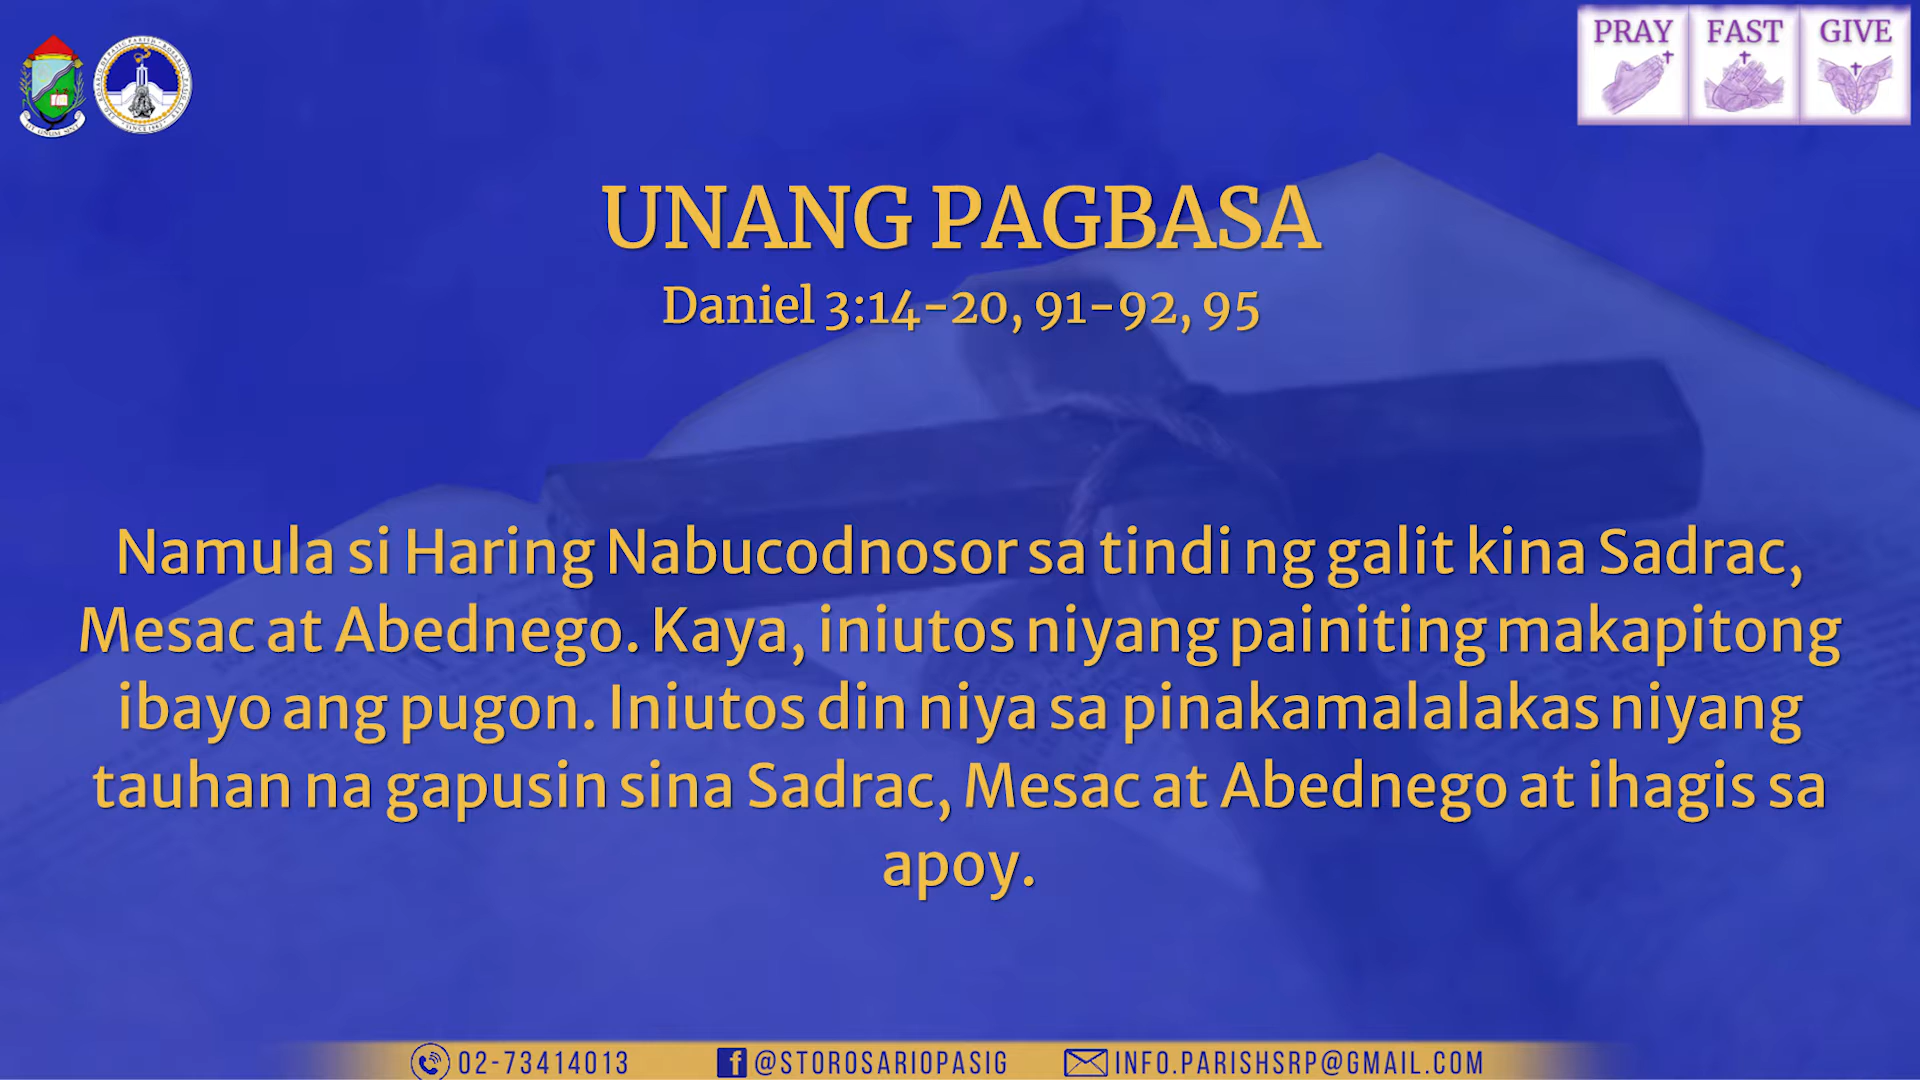 PRAY FAST GIVE
UNANG PAGBASA
Daniel 3:14-20, 91-92, 95
Namula si Haring Nabucodnosor sa tindi ng galit kina Sadrac,
Mesac at Abednego. Kaya, iniutos niyang painiting makapitong
ibayo ang pugon. Iniutos din niya sa pinakamalalakas niyang
tauhan na gapusin sina Sadrac, Mesac at Abednego at ihagis sa
apoy.
02-73414013 @STOROSARIOPASIG INFO.PARISHSRP@GMAIL.COM